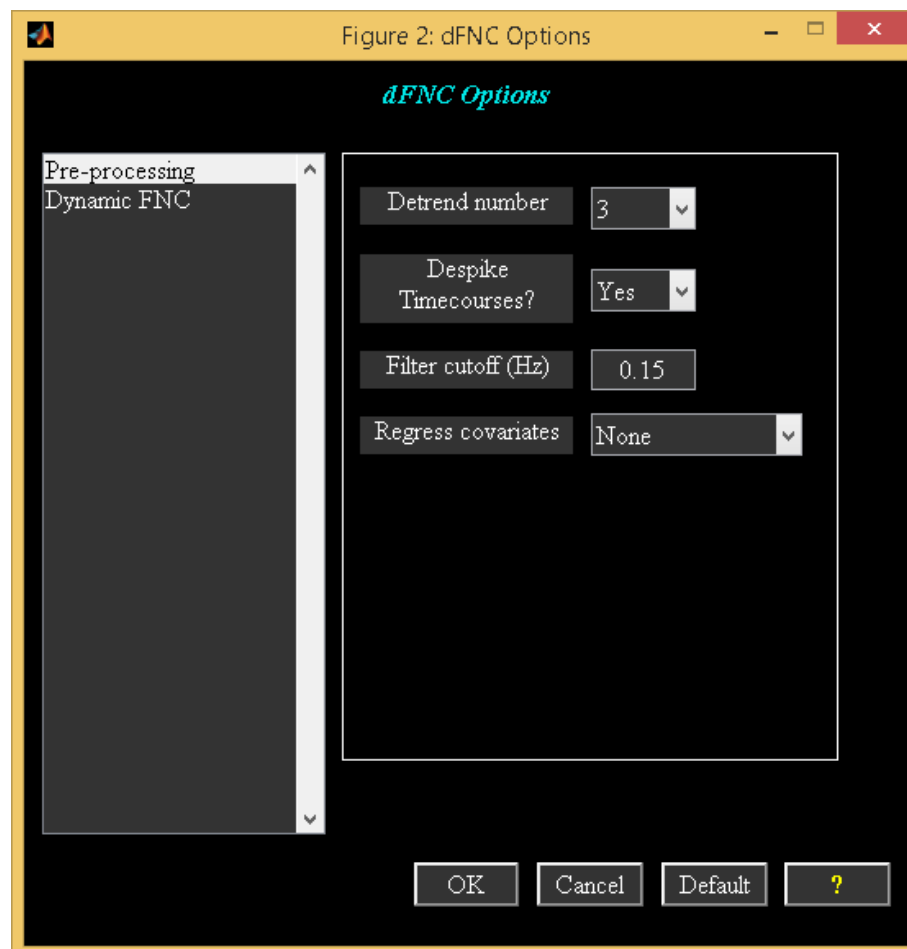 Figure 2: dFNC Options
dFNC Options
Pre-processing
Dynamic FNC
Detrend number
3
Despike
Timecourses?
Yes
Filter cutoff (Hz)
0.15
Regress covariates
None
OK
Cancel
Default
?